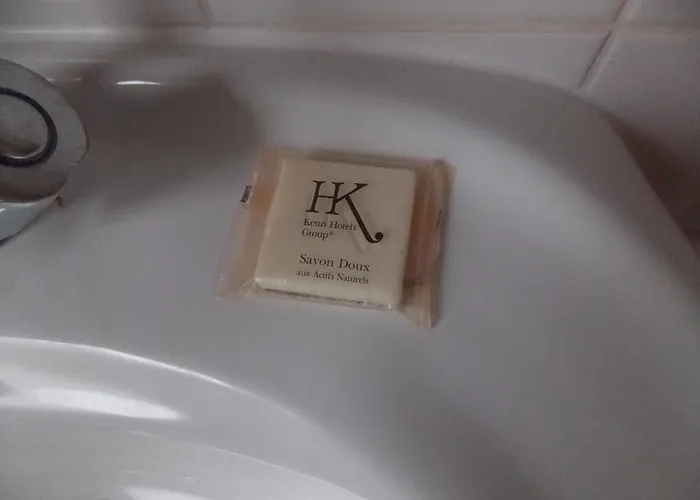 HK
Kenzi Hotels
Group®
Savon Doux
aux Actifs Naturels